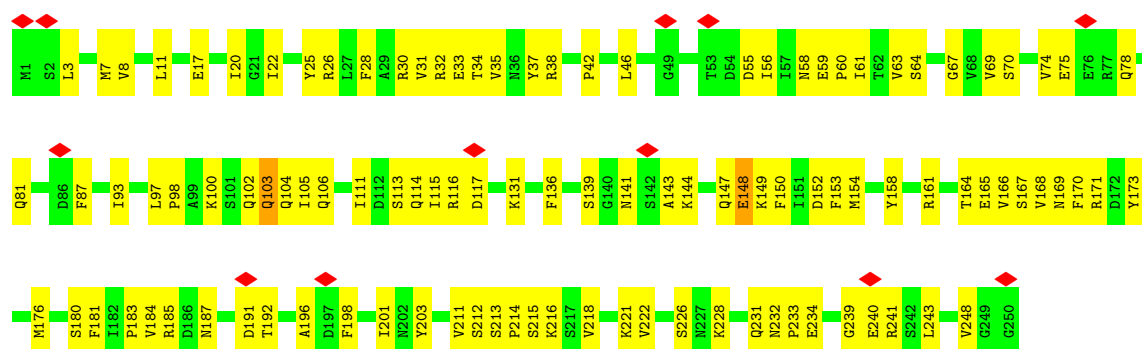 M1 S2 L3 M7 V8 L11 E17 I20 G21 I22 Y25 R26 L27 F28 A29 R30 V31 R32 E33 T34 V35 N36 Y37 R38 P42 L46 G49 T53 D54 D55 I56 I57 N58 E59 P60 I61 T62 V63 S64 G67 V68 V69 S70 V74 E75 E76 R77 Q78
Q81 D86 F87 I93 L97 P98 A99 K100 S101 Q102 Q103 Q104 I105 Q106 I111 D112 S113 Q114 I115 R116 D117 K131 F136 S139 G140 N141 S142 A143 K144 Q147 E148 K149 F150 I151 D152 F153 M154 Y158 R161 T164 E165 V166 S167 V168 N169 F170 R171 D172 Y173
M176 S180 F181 I182 P183 V184 R185 D186 N187 D191 T192 A196 D197 F198 I201 N202 Y203 V211 S212 S213 P214 S215 K216 S217 V218 K221 V222 S226 N227 K228 Q231 N232 P233 E234 G239 E240 R241 S242 L243 V248 G249 G250